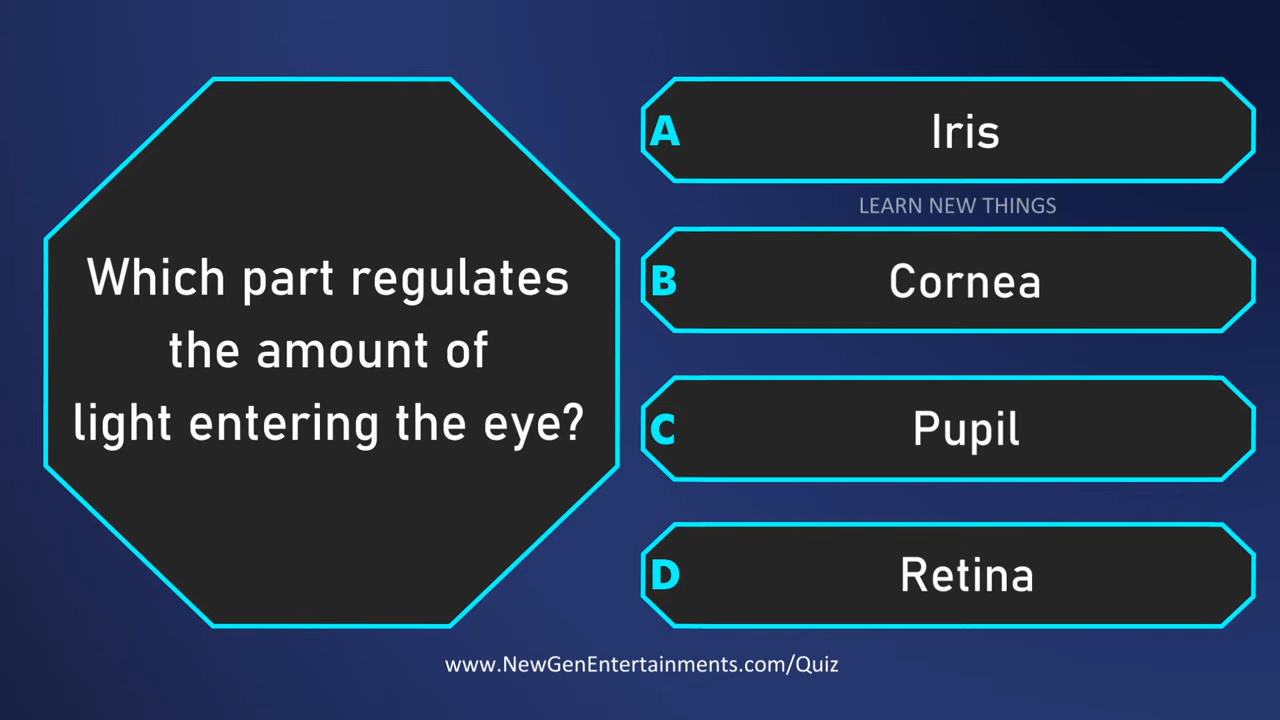 Which part regulates
the amount of
light entering the eye?
A Iris
LEARN NEW THINGS
B Cornea
C Pupil
D Retina
www.NewGenEntertainments.com/Quiz